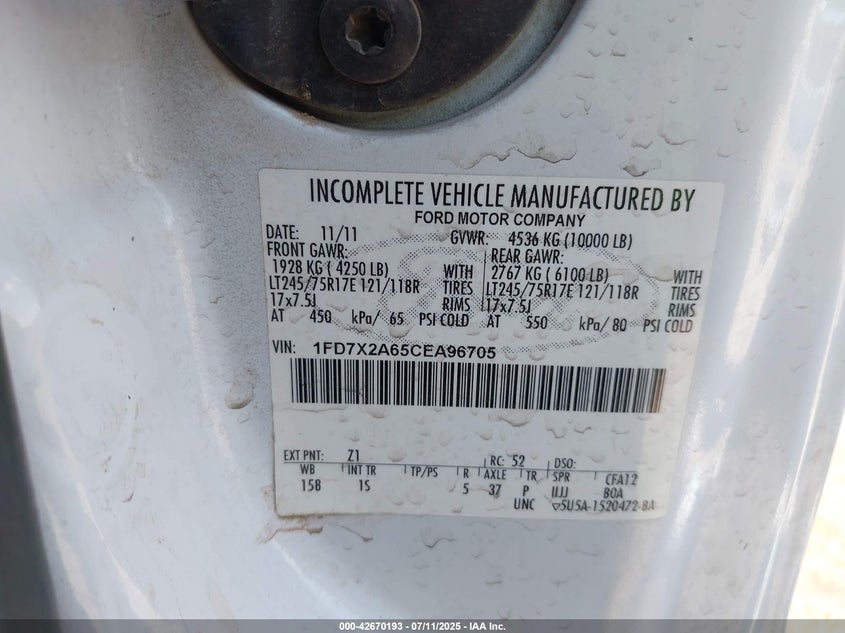 INCOMPLETE VEHICLE MANUFACTURED BY
FORD MOTOR COMPANY
DATE: 11/11 GVWR: 4536 KG (10000 LB)
FRONT GAWR: REAR GAWR:
1928 KG ( 4250 LB) WITH 2767 KG ( 6100 LB) WITH
LT245/75R17E 121/118R TIRES LT245/75R17E 121/118R TIRES
17x7.5J RIMS 17x7.5J RIMS
AT 450 kPa/ 65 PSI COLD AT 550 kPa/ 80 PSI COLD
VIN: 1FD7X2A65CEA96705
EXT PNT: Z1 RC: 52 DSO:
WB INT TR TP/PS R AXLE TR SPR CFA12
15B 1S 5 37 P IIJJ BOA
UNC ▽5U5A-1520472-BA
000-42670193 - 07/11/2025 - IAA Inc.